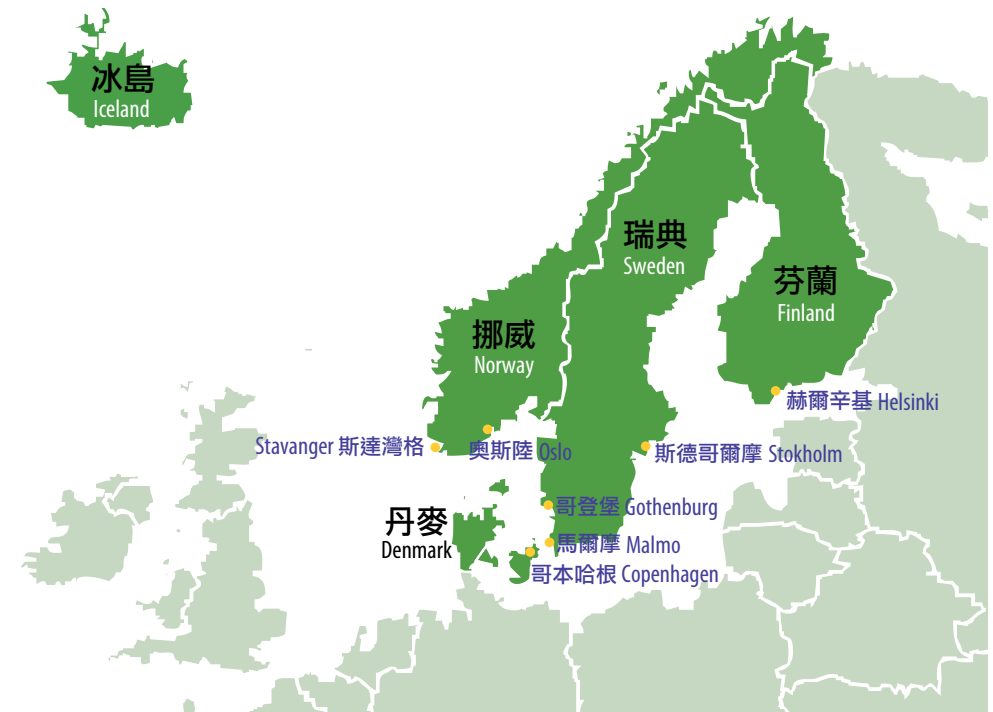 冰島
Iceland
瑞典
Sweden
芬蘭
Finland
挪威
Norway
赫爾辛基 Helsinki
Stavanger 斯達灣格
奧斯陸 Oslo
斯德哥爾摩 Stokholm
哥登堡 Gothenburg
丹麥
Denmark
馬爾摩 Malmo
哥本哈根 Copenhagen